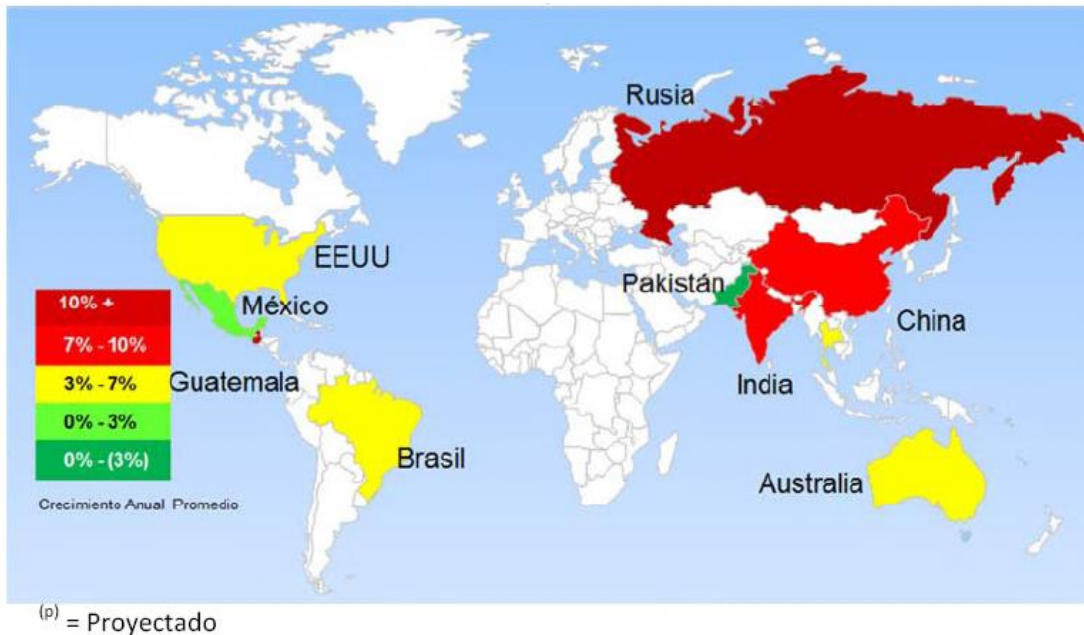 Rusia
EEUU
Pakistán
México
10% +
7% - 10%
China
3% - 7%
Guatemala
India
0% - 3%
Brasil
0% - (3%)
Australia
Crecimiento Anual Promedio
(p) = Proyectado